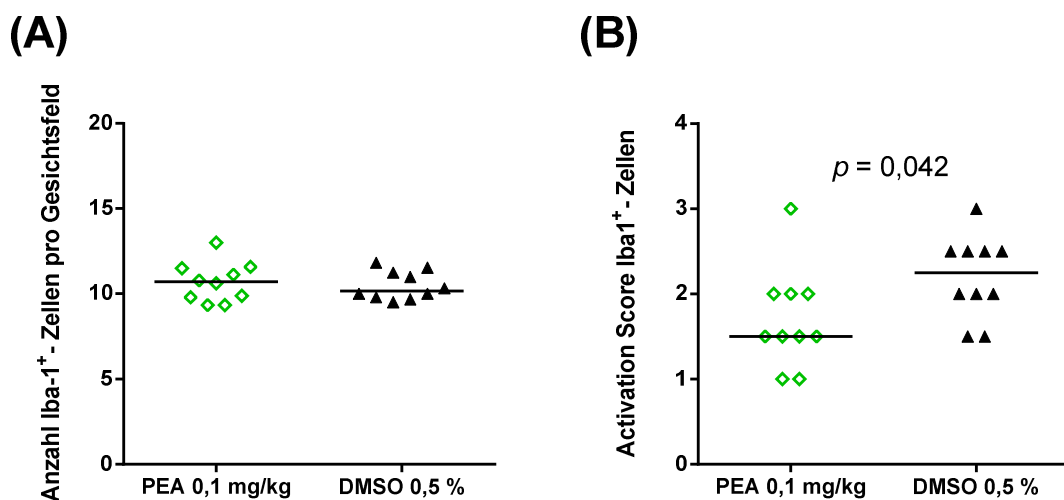 (A)
Anzahl Iba-1⁺- Zellen pro Gesichtsfeld
20
15
10
5
0
PEA 0,1 mg/kg
DMSO 0,5 %
(B)
Activation Score Iba1⁺- Zellen
4
3
2
1
0
p = 0,042
PEA 0,1 mg/kg
DMSO 0,5 %